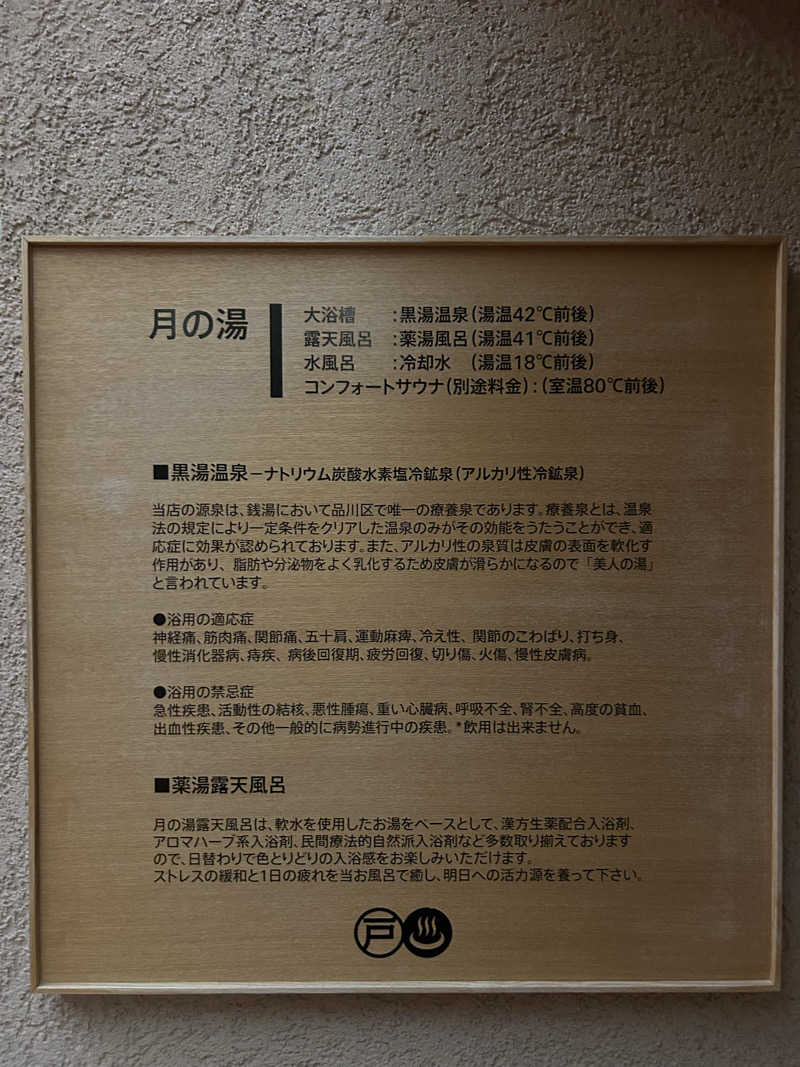 月の湯
大浴槽 :黒湯温泉(湯温42℃前後)
露天風呂 :薬湯風呂(湯温41℃前後)
水風呂 :冷却水 (湯温18℃前後)
コンフォートサウナ(別途料金):(室温80℃前後)
■黒湯温泉−ナトリウム炭酸水素塩冷鉱泉(アルカリ性冷鉱泉)
当店の源泉は、銭湯において品川区で唯一の療養泉であります。療養泉とは、温泉
法の規定により一定条件をクリアした温泉のみがその効能をうたうことができ、適
応症に効果が認められております。また、アルカリ性の泉質は皮膚の表面を軟化す
作用があり、脂肪や分泌物をよく乳化するため皮膚が滑らかになるので「美人の湯」
と言われています。
●浴用の適応症
神経痛、筋肉痛、関節痛、五十肩、運動麻痺、冷え性、関節のこわばり、打ち身、
慢性消化器病、痔疾、病後回復期、疲労回復、切り傷、火傷、慢性皮膚病。
●浴用の禁忌症
急性疾患、活動性の結核、悪性腫瘍、重い心臓病、呼吸不全、腎不全、高度の貧血、
出血性疾患、その他一般的に病勢進行中の疾患。*飲用は出来ません。
■薬湯露天風呂
月の湯露天風呂は、軟水を使用したお湯をベースとして、漢方生薬配合入浴剤、
アロマハーブ系入浴剤、民間療法的自然派入浴剤など多数取り揃えております
ので、日替わりで色とりどりの入浴感をお楽しみいただけます。
ストレスの緩和と1日の疲れを当お風呂で癒し、明日への活力源を養って下さい。
戸